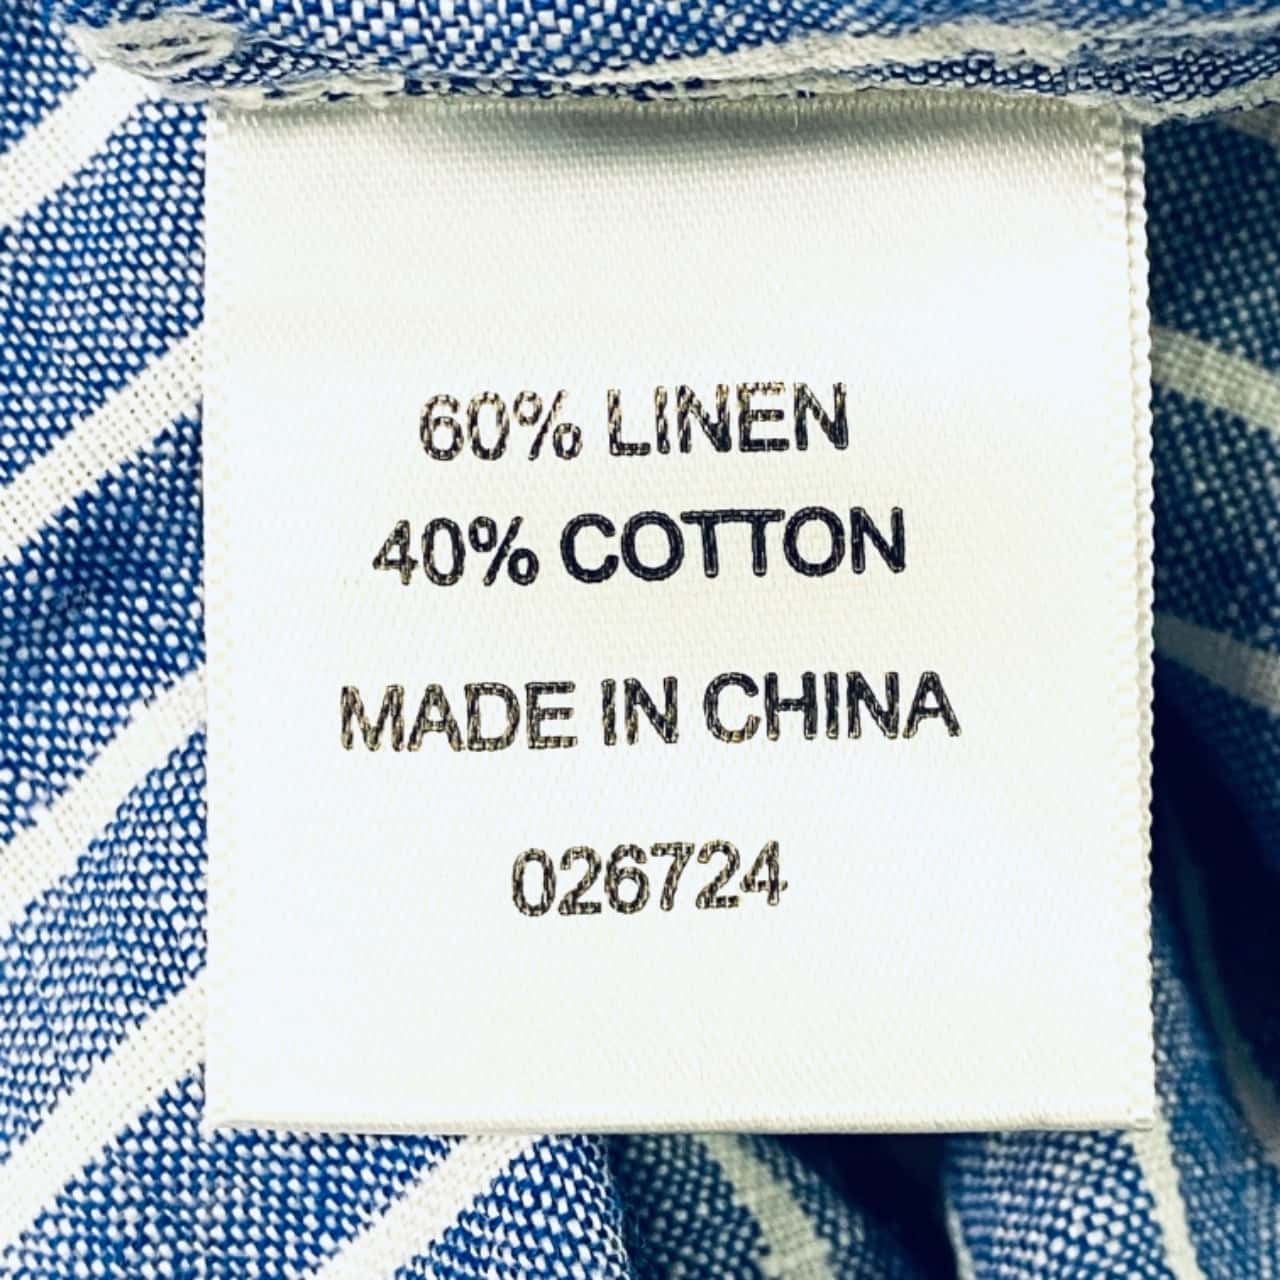 60% LINEN
40% COTTON
MADE IN CHINA
026724